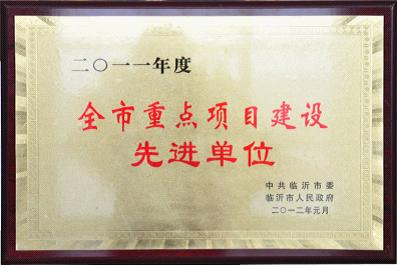 二〇一一年度
全市重点项目建设
先进单位
中共临沂市委
临沂市人民政府
二〇一二年元月